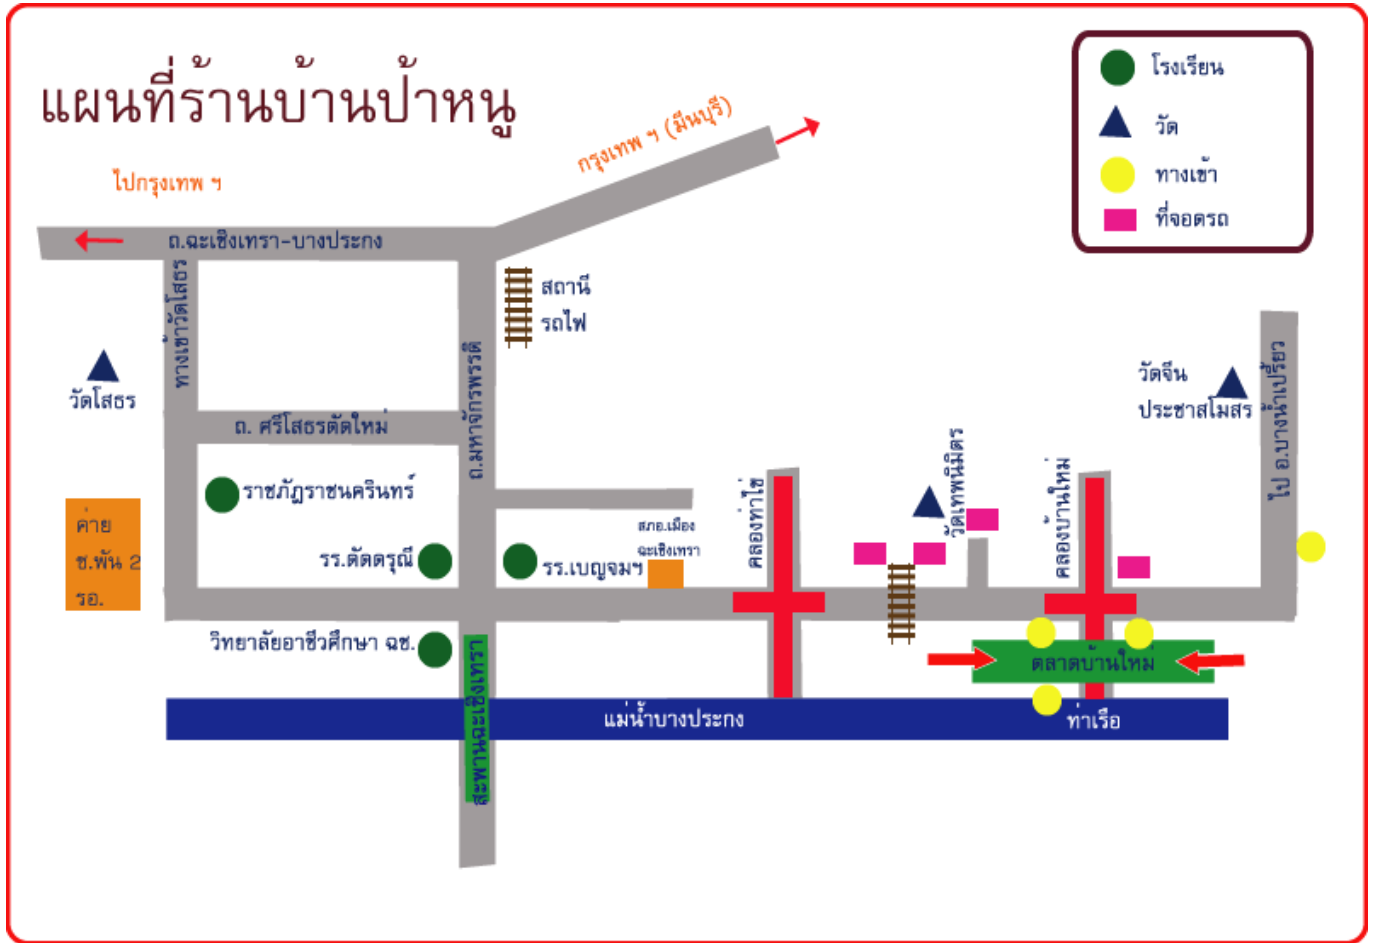 แผนที่ร้านบ้านป้าหนู
โรงเรียน
วัด
ทางเข้า
ที่จอดรถ
กรุงเทพ ฯ (มีนบุรี)
ไปกรุงเทพ ฯ
ถ.ฉะเชิงเทรา-บางประกง
ทางเข้าวัดโสธร
สถานี
รถไฟ
ถ.มหาจักรพรรดิ
วัดโสธร
ถ. ศรีโสธรตัดใหม่
วัดจีน
ประชาสโมสร
ไป อ.บางน้ำเปรี้ยว
ราชภัฏราชนครินทร์
คลองท่าไข่
วัดเทพนิมิตร
คลองบ้านใหม่
ค่าย
ช.พัน 2
รอ.
สภอ.เมือง
ฉะเชิงเทรา
รร.ดัดดรุณี
รร.เบญจมฯ
วิทยาลัยอาชีวศึกษา ฉช.
สะพานฉะเชิงเทรา
ตลาดบ้านใหม่
แม่น้ำบางประกง
ท่าเรือ